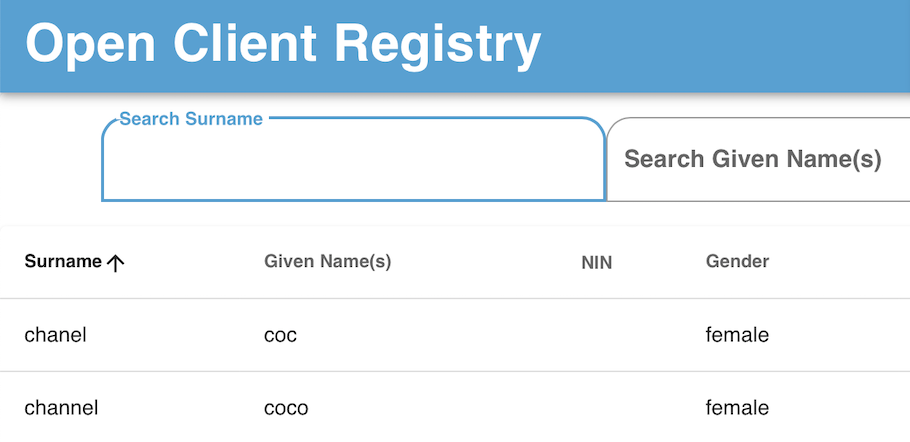 Open Client Registry
Search Surname
Search Given Name(s)
Surname Given Name(s) NIN Gender
chanel coc female
channel coco female